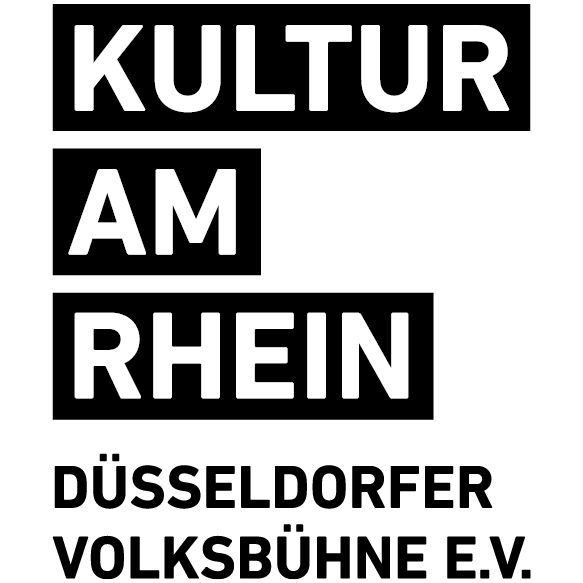 KULTUR
AM
RHEIN
DÜSSELDORFER
VOLKSBÜHNE E.V.